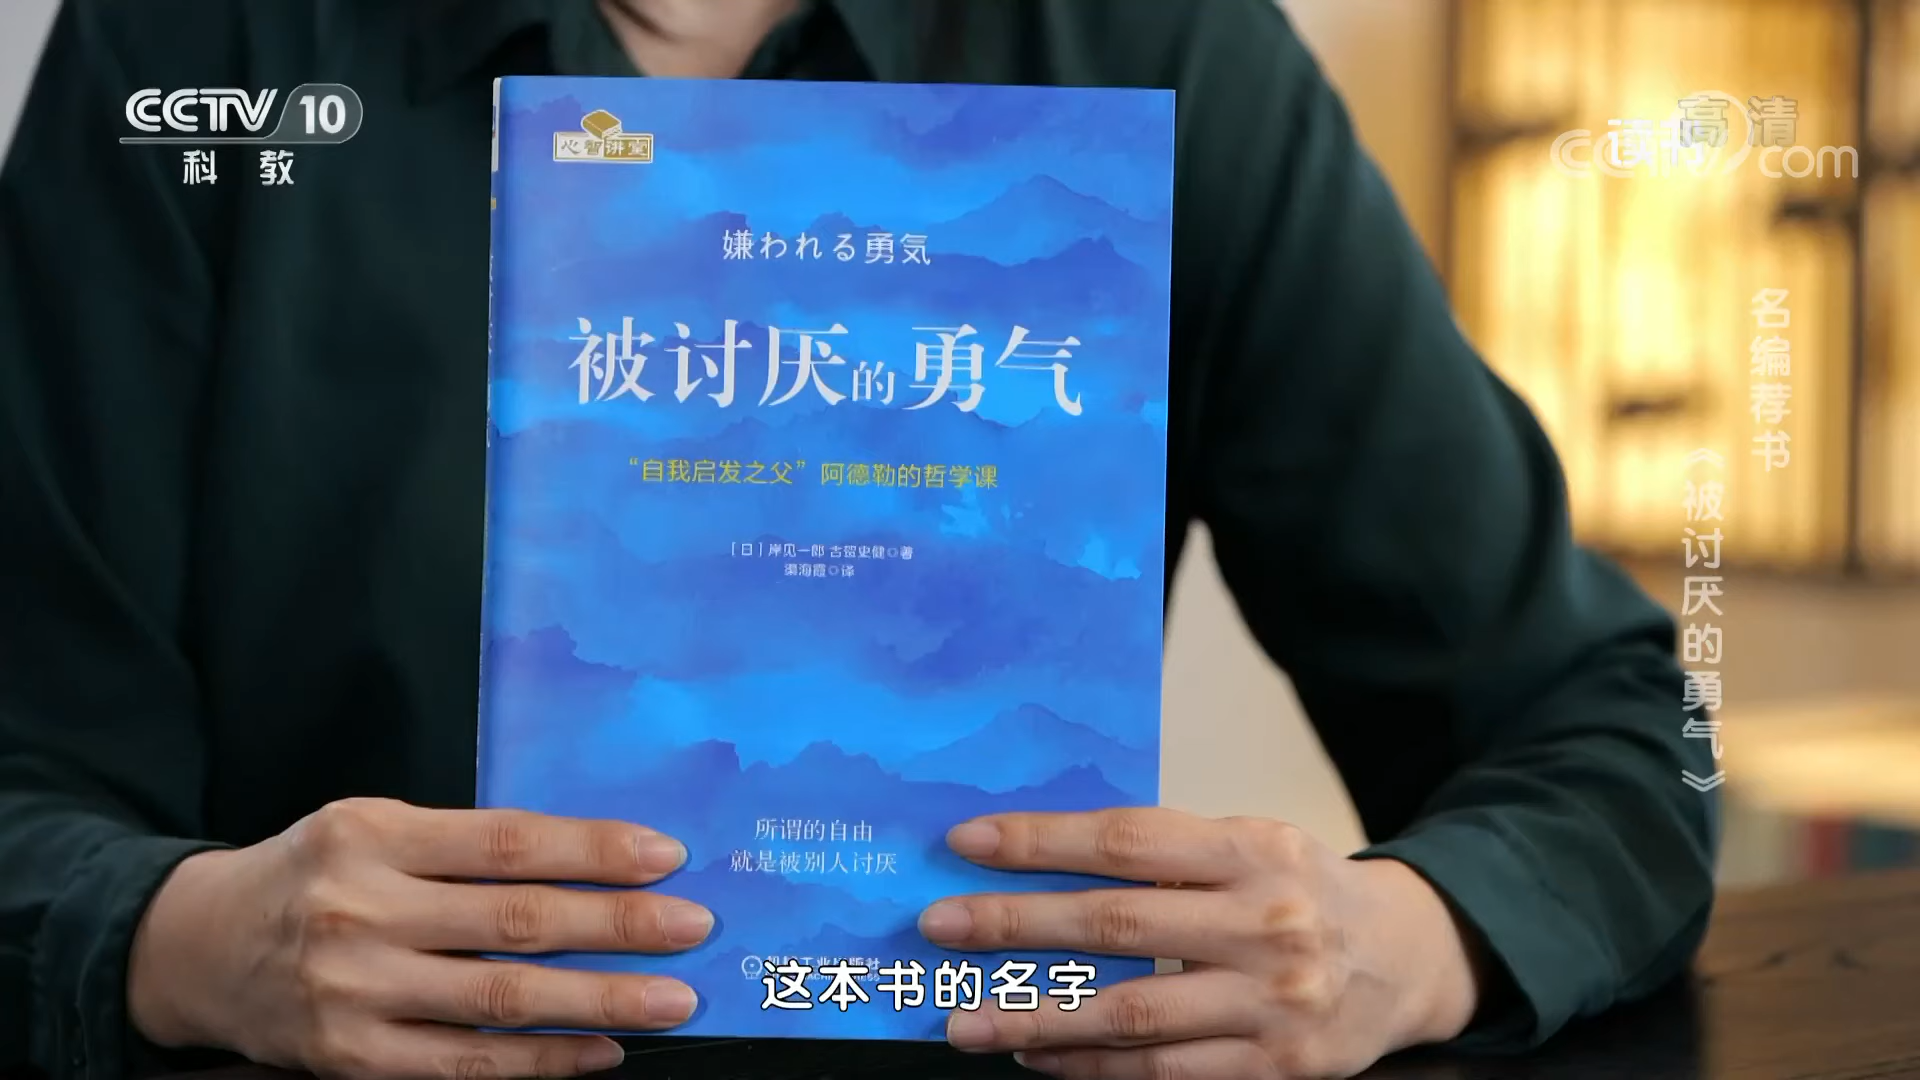 CCTV 10
科 教
高清
读书
CCTV.com
心智讲堂
嫌われる勇気
被讨厌的勇气
“自我启发之父”阿德勒的哲学课
[日]岸见一郎 古贺史健◎著
渠海霞◎译
所谓的自由
就是被别人讨厌
名编荐书
《被讨厌的勇气》
这本书的名字